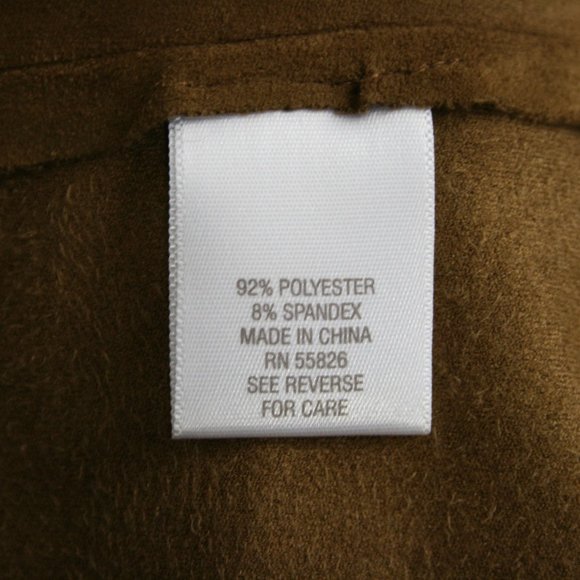 92% POLYESTER
8% SPANDEX
MADE IN CHINA
RN 55826
SEE REVERSE
FOR CARE